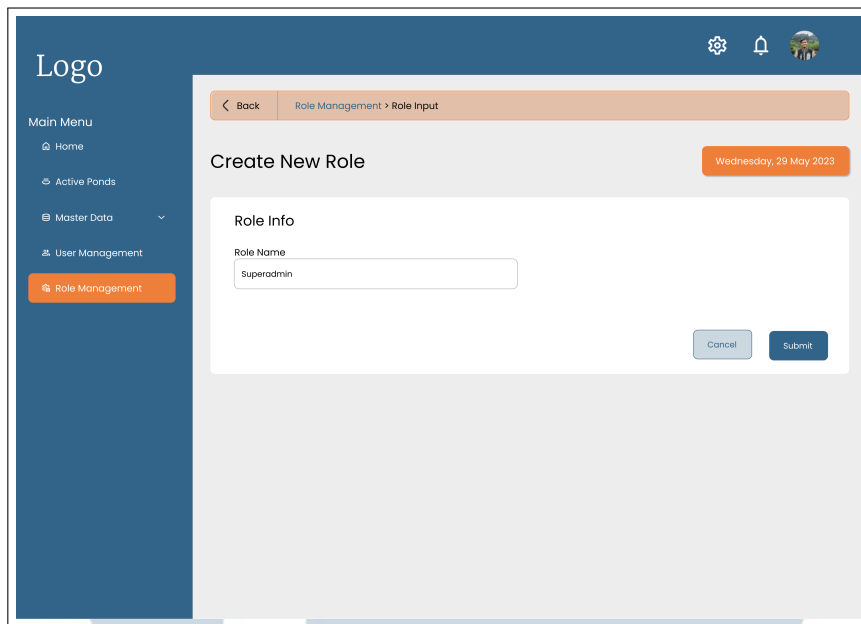 Logo
Main Menu
Home
Active Ponds
Master Data
User Management
Role Management
Back
Role Management > Role Input
Create New Role
Wednesday, 29 May 2023
Role Info
Role Name
Superadmin
Cancel
Submit